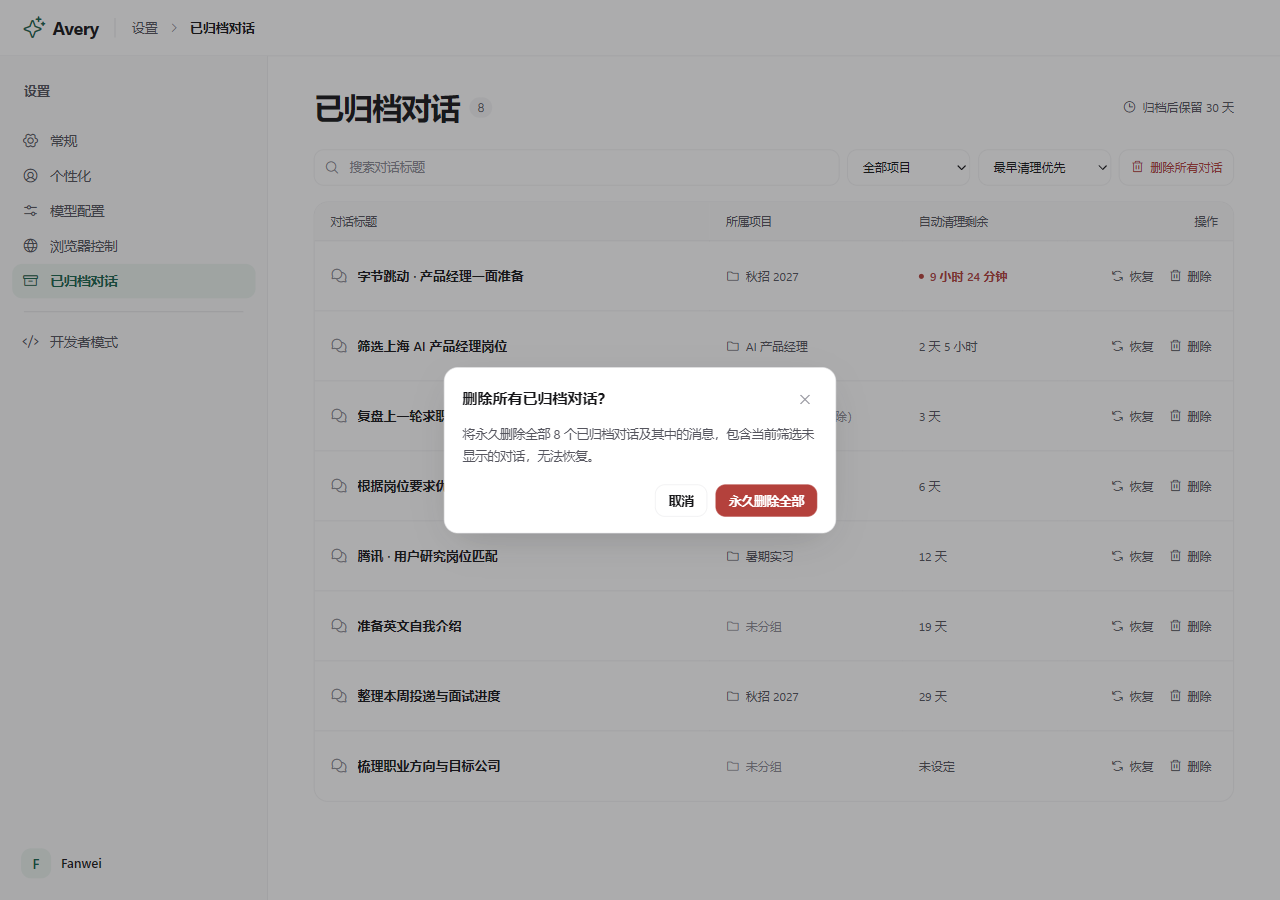 Avery
设置
已归档对话
设置
常规
个性化
模型配置
浏览器控制
已归档对话
开发者模式
F
Fanwei
已归档对话 8
归档后保留 30 天
搜索对话标题
全部项目
最早清理优先
删除所有对话
对话标题 所属项目 自动清理剩余 操作
字节跳动 · 产品经理一面准备 秋招 2027 9 小时 24 分钟 恢复 删除
筛选上海 AI 产品经理岗位 AI 产品经理 2 天 5 小时 恢复 删除
复盘上一轮求职 除） 3 天 恢复 删除
根据岗位要求优 6 天 恢复 删除
腾讯 · 用户研究岗位匹配 暑期实习 12 天 恢复 删除
准备英文自我介绍 未分组 19 天 恢复 删除
整理本周投递与面试进度 秋招 2027 29 天 恢复 删除
梳理职业方向与目标公司 未分组 未设定 恢复 删除
删除所有已归档对话？
将永久删除全部 8 个已归档对话及其中的消息，包含当前筛选未
显示的对话，无法恢复。
取消
永久删除全部